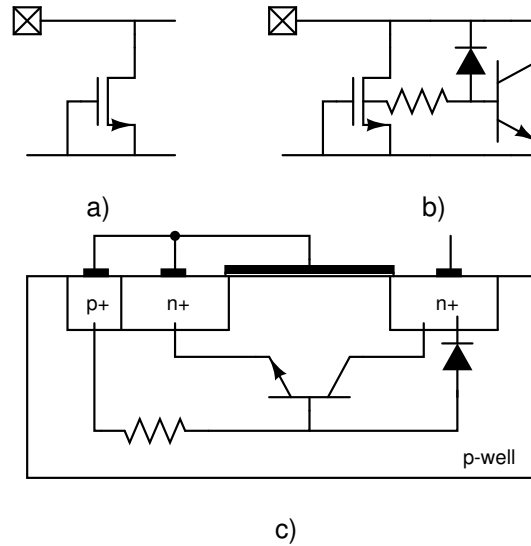 a)
b)
p+ n+ n+
p-well
c)